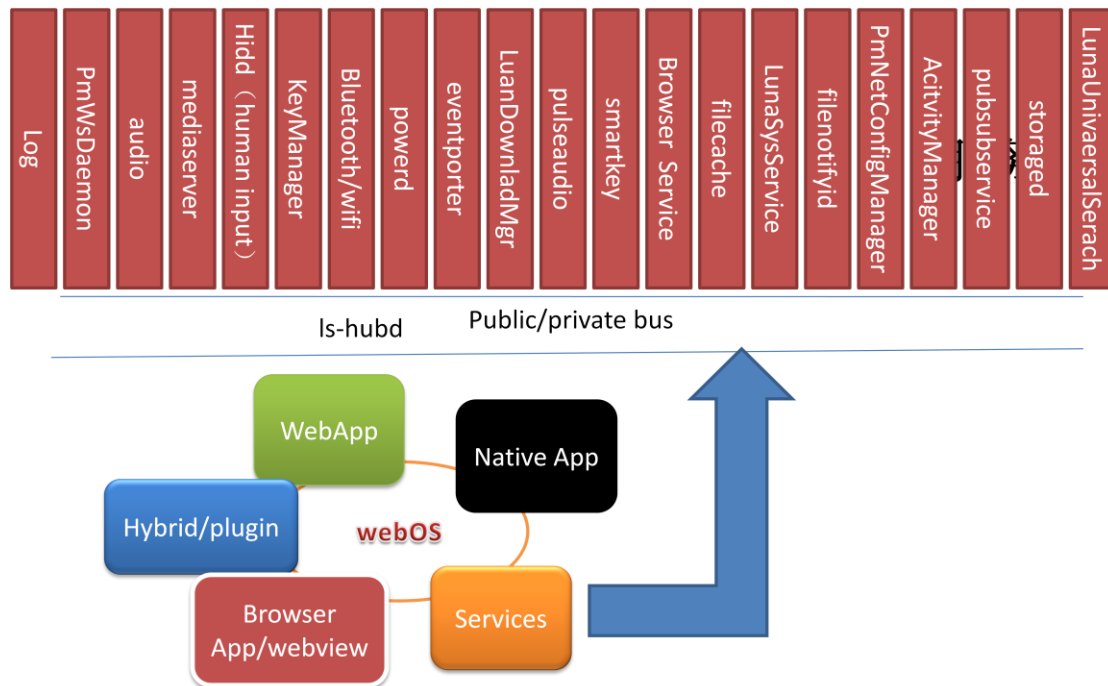 Log
PmWsDaemon
audio
mediaserver
Hidd（human input）
KeyManager
Bluetooth/wifi
powerd
eventporter
LuanDownladMgr
pulseaudio
smartkey
Browser Service
filecache
LunaSysService
filenotifyid
PmNetConfigManager
AcitvityManager
pubsubservice
storaged
LunaUnivaersalSerach
ls-hubd
Public/private bus
WebApp
Native App
Hybrid/plugin
webOS
Browser
App/webview
Services